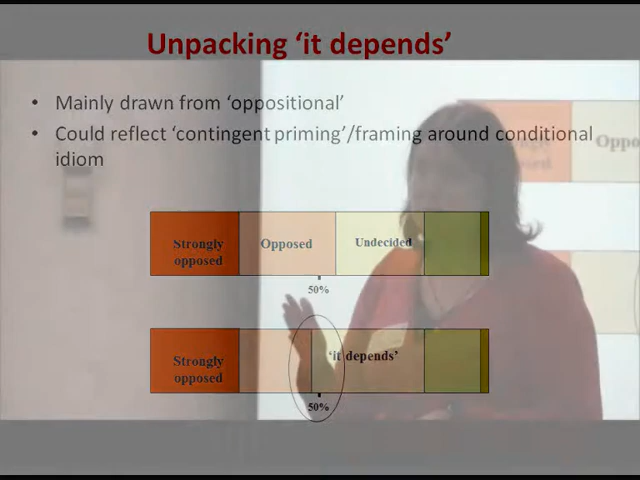 Unpacking ‘it depends’
• Mainly drawn from ‘oppositional’
• Could reflect ‘contingent priming’/framing around conditional
idiom
Strongly
opposed
Opposed
Undecided
50%
Strongly
opposed
‘it depends’
50%
Oppo